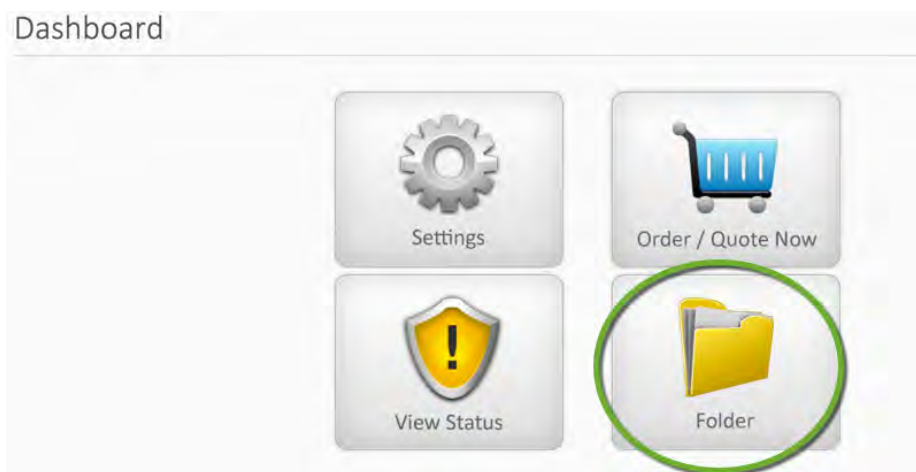 Dashboard
Settings
Order / Quote Now
View Status
Folder